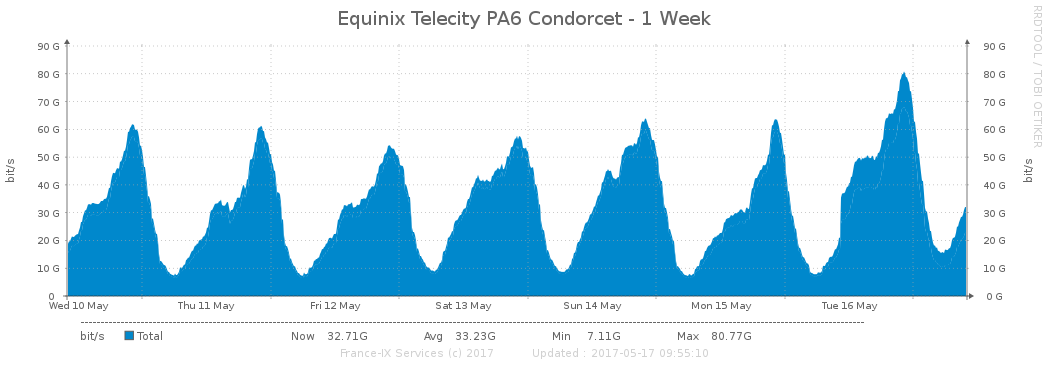 Equinix Telecity PA6 Condorcet - 1 Week
RRDTOOL / TOBI OETIKER
bit/s
90 G
80 G
70 G
60 G
50 G
40 G
30 G
20 G
10 G
0
90 G
80 G
70 G
60 G
50 G
40 G
30 G
20 G
10 G
0 G
bit/s
Wed 10 May Thu 11 May Fri 12 May Sat 13 May Sun 14 May Mon 15 May Tue 16 May
bit/s Total Now 32.71G Avg 33.23G Min 7.11G Max 80.77G
France-IX Services (c) 2017 Updated : 2017-05-17 09:55:10